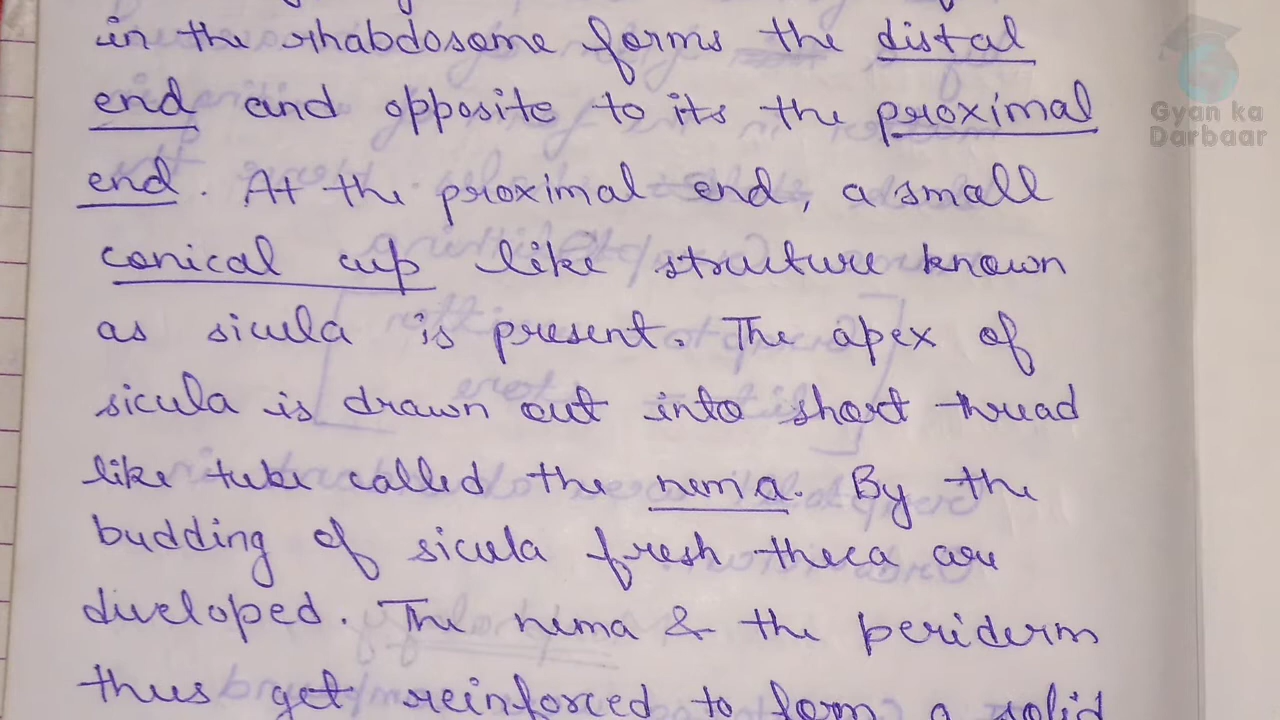 in the rhabdosome forms the distal
end and opposite to its the proximal
end. At the proximal end, a small
conical cup like structure known
as sicula is present. The apex of
sicula is drawn out into short thread
like tube called the nema. By the
budding of sicula fresh theca are
diveloped. The nema & the periderm
thus get reinforced to form a solid
Gyan ka
Darbaar